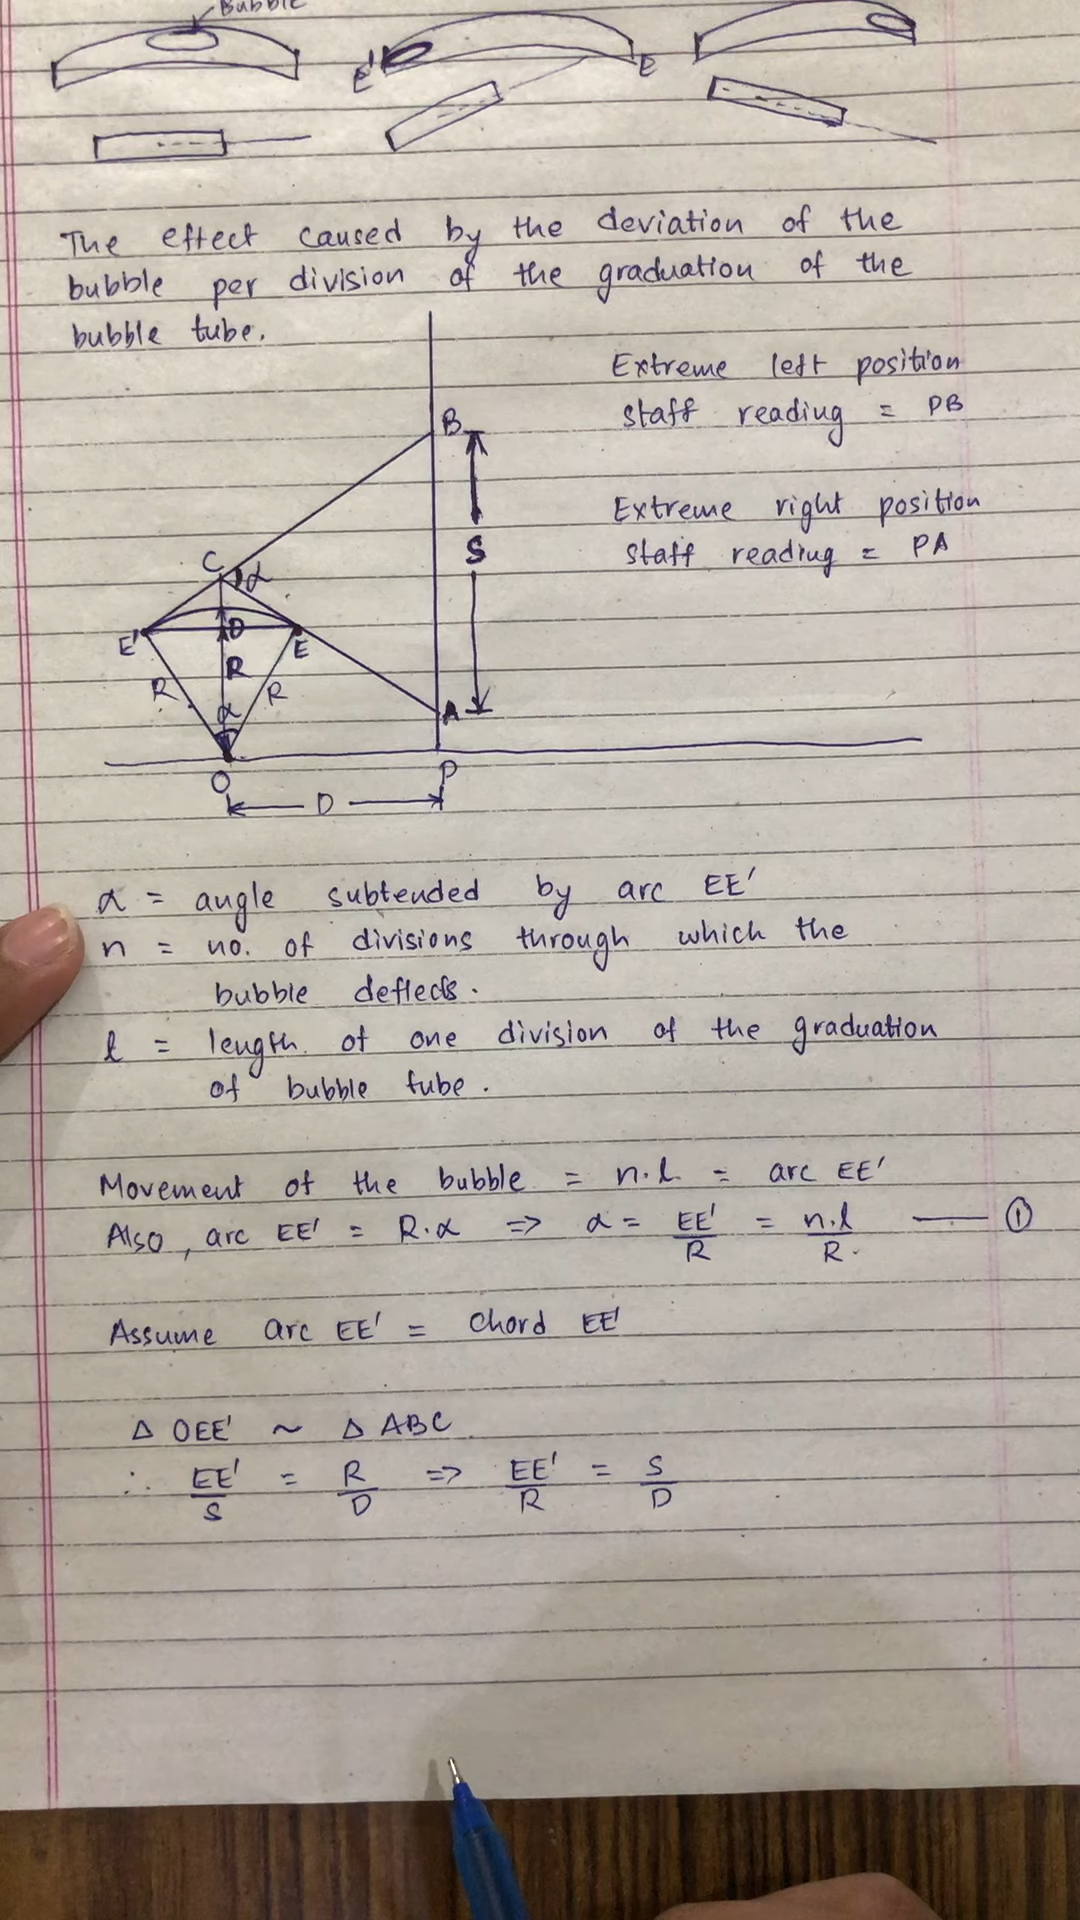 Bubble
E' E
The effect caused by the deviation of the
bubble per division of the graduation of the
bubble tube.
Extreme left position
staff reading = PB
Extreme right position
staff reading = PA
B
S
C α
E' D E
R R R
α
A
O P
D
α = angle subtended by arc EE'
n = no. of divisions through which the
bubble deflects.
l = length of one division of the graduation
of bubble tube.
Movement of the bubble = n.l = arc EE'
Also, arc EE' = R.α => α = EE'/R = n.l/R. — ①
Assume arc EE' = chord EE'
Δ OEE' ~ Δ ABC
∴ EE'/S = R/D => EE'/R = S/D